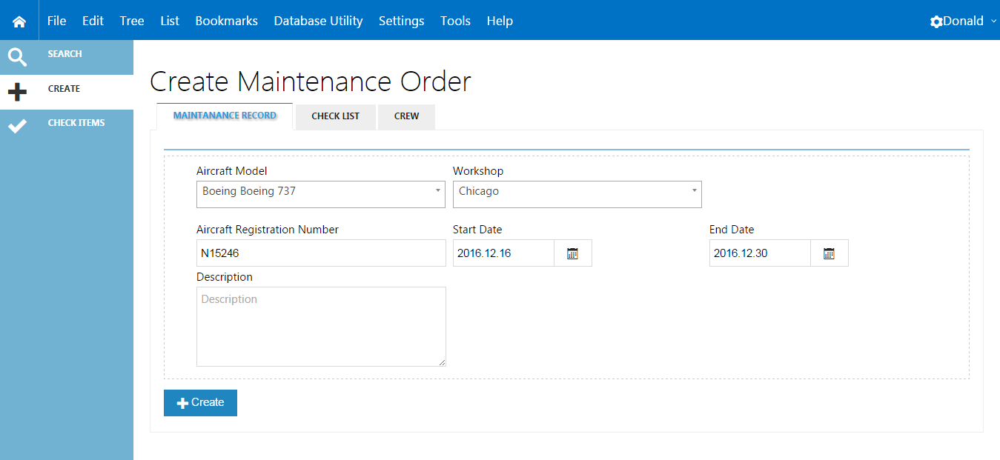 File Edit Tree List Bookmarks Database Utility Settings Tools Help Donald
SEARCH
CREATE
CHECK ITEMS
Create Maintenance Order
MAINTANANCE RECORD CHECK LIST CREW
Aircraft Model Workshop
Boeing Boeing 737 Chicago
Aircraft Registration Number Start Date End Date
N15246 2016.12.16 2016.12.30
Description
Description
Create